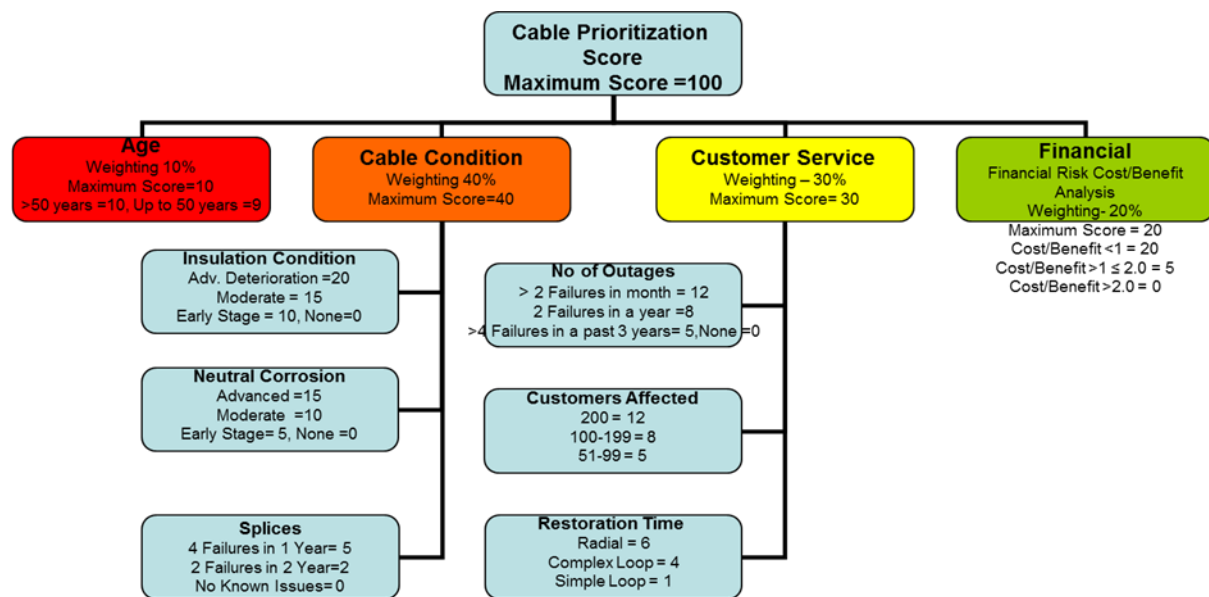 Cable Prioritization
Score
Maximum Score =100
Age
Weighting 10%
Maximum Score=10
>50 years =10, Up to 50 years =9
Cable Condition
Weighting 40%
Maximum Score=40
Customer Service
Weighting – 30%
Maximum Score= 30
Financial
Financial Risk Cost/Benefit
Analysis
Weighting- 20%
Maximum Score = 20
Cost/Benefit <1 = 20
Cost/Benefit >1 ≤ 2.0 = 5
Cost/Benefit >2.0 = 0
Insulation Condition
Adv. Deterioration =20
Moderate = 15
Early Stage = 10, None=0
Neutral Corrosion
Advanced =15
Moderate =10
Early Stage= 5, None =0
Splices
4 Failures in 1 Year= 5
2 Failures in 2 Year=2
No Known Issues=0
No of Outages
> 2 Failures in month = 12
2 Failures in a year =8
>4 Failures in a past 3 years= 5,None =0
Customers Affected
200 = 12
100-199 = 8
51-99 = 5
Restoration Time
Radial = 6
Complex Loop = 4
Simple Loop = 1